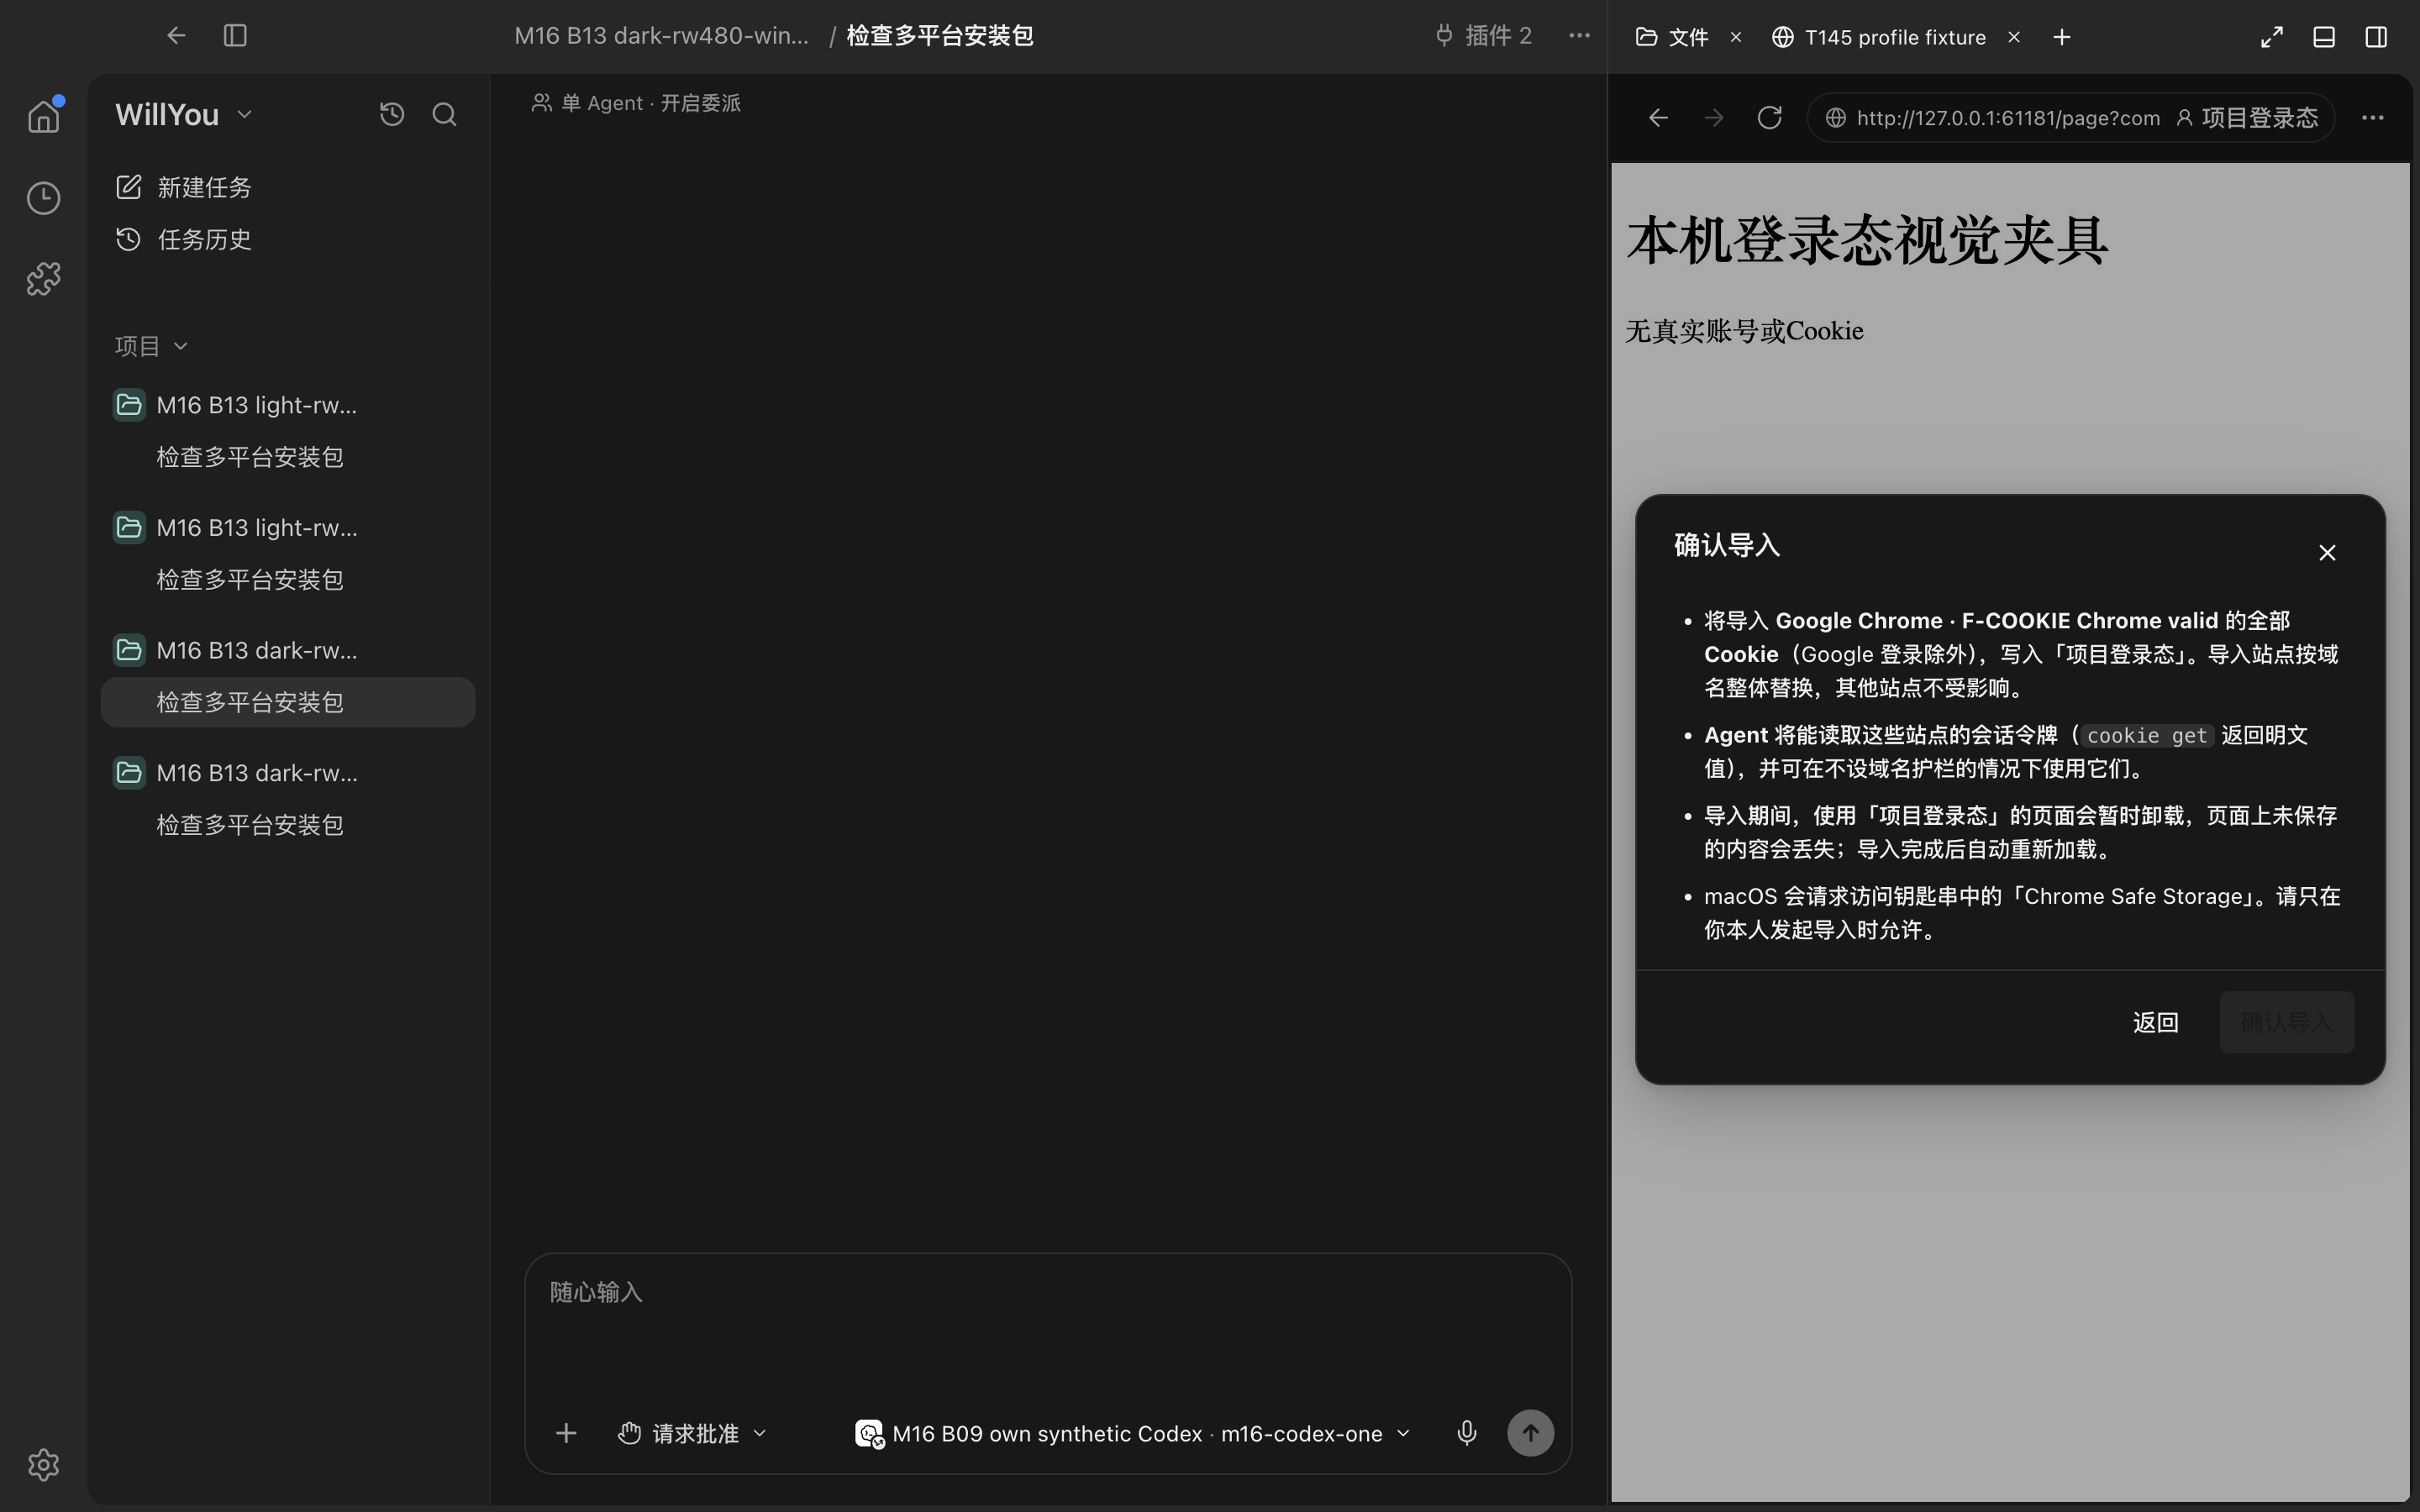 M16 B13 dark-rw480-win... / 检查多平台安装包
插件 2
文件
T145 profile fixture
WillYou
新建任务
任务历史
项目
M16 B13 light-rw...
检查多平台安装包
M16 B13 light-rw...
检查多平台安装包
M16 B13 dark-rw...
检查多平台安装包
M16 B13 dark-rw...
检查多平台安装包
单 Agent · 开启委派
随心输入
请求批准
M16 B09 own synthetic Codex · m16-codex-one
http://127.0.0.1:61181/page?com
项目登录态
本机登录态视觉夹具
无真实账号或Cookie
确认导入
• 将导入 Google Chrome · F-COOKIE Chrome valid 的全部
Cookie（Google 登录除外），写入「项目登录态」。导入站点按域
名整体替换，其他站点不受影响。
• Agent 将能读取这些站点的会话令牌（cookie get 返回明文
值），并可在不设域名护栏的情况下使用它们。
• 导入期间，使用「项目登录态」的页面会暂时卸载，页面上未保存
的内容会丢失；导入完成后自动重新加载。
• macOS 会请求访问钥匙串中的「Chrome Safe Storage」。请只在
你本人发起导入时允许。
返回
确认导入